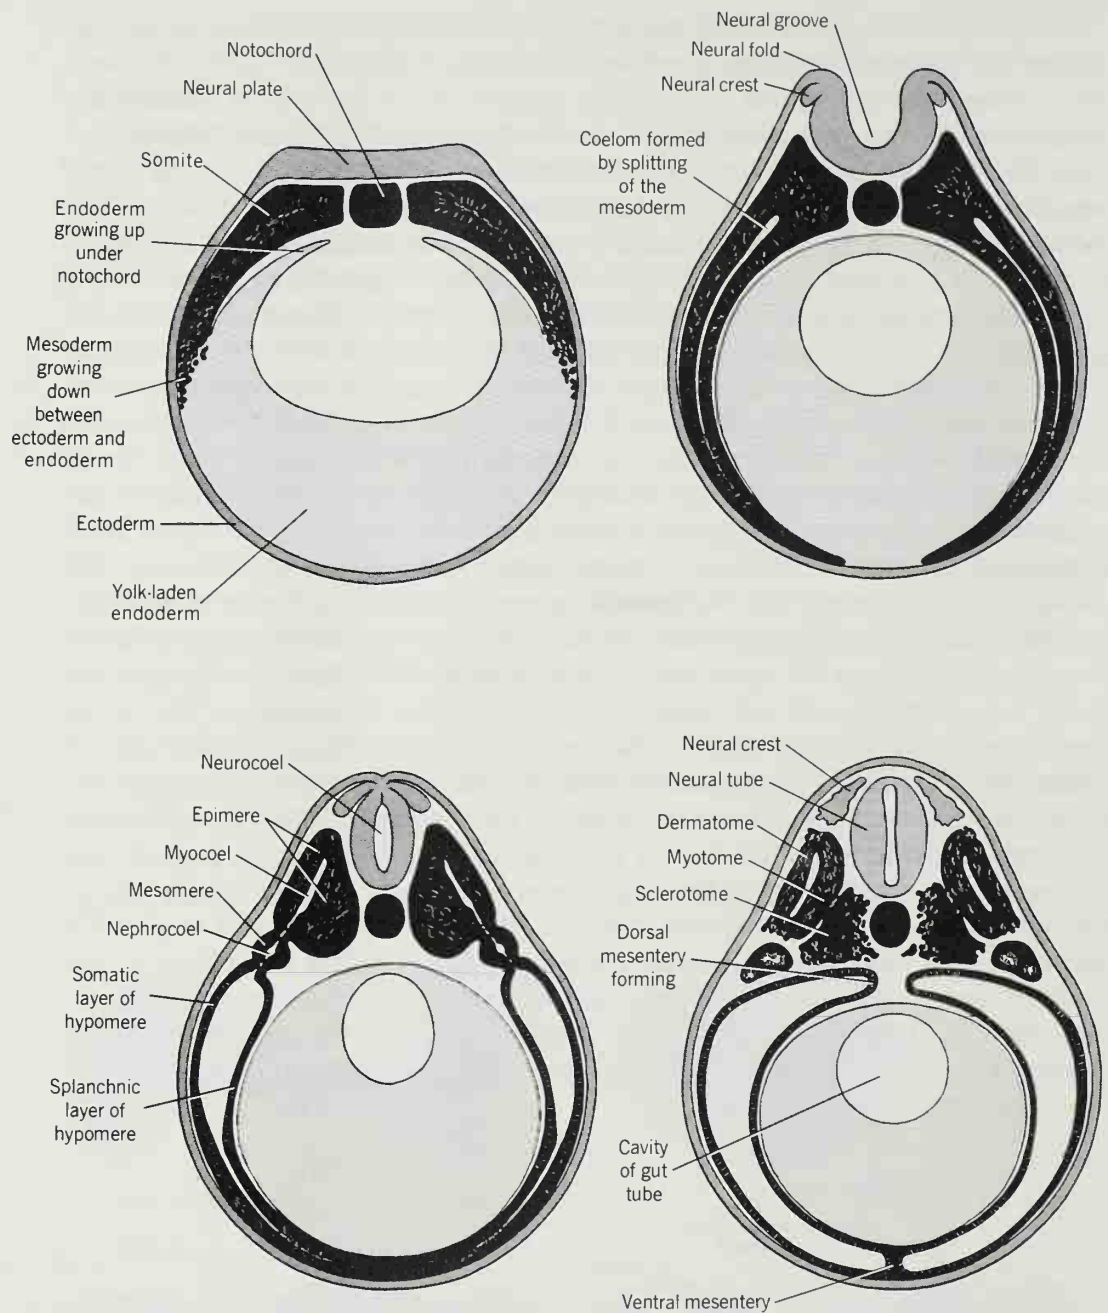 Notochord
Neural plate
Somite
Endoderm
growing up
under
notochord
Mesoderm
growing
down
between
ectoderm and
endoderm
Ectoderm
Yolk-laden
endoderm
Neural groove
Neural fold
Neural crest
Coelom formed
by splitting
of the
mesoderm
Neurocoel
Epimere
Myocoel
Mesomere
Nephrocoel
Somatic
layer of
hypomere
Splanchnic
layer of
hypomere
Neural crest
Neural tube
Dermatome
Myotome
Sclerotome
Dorsal
mesentery
forming
Cavity
of gut
tube
Ventral mesentery